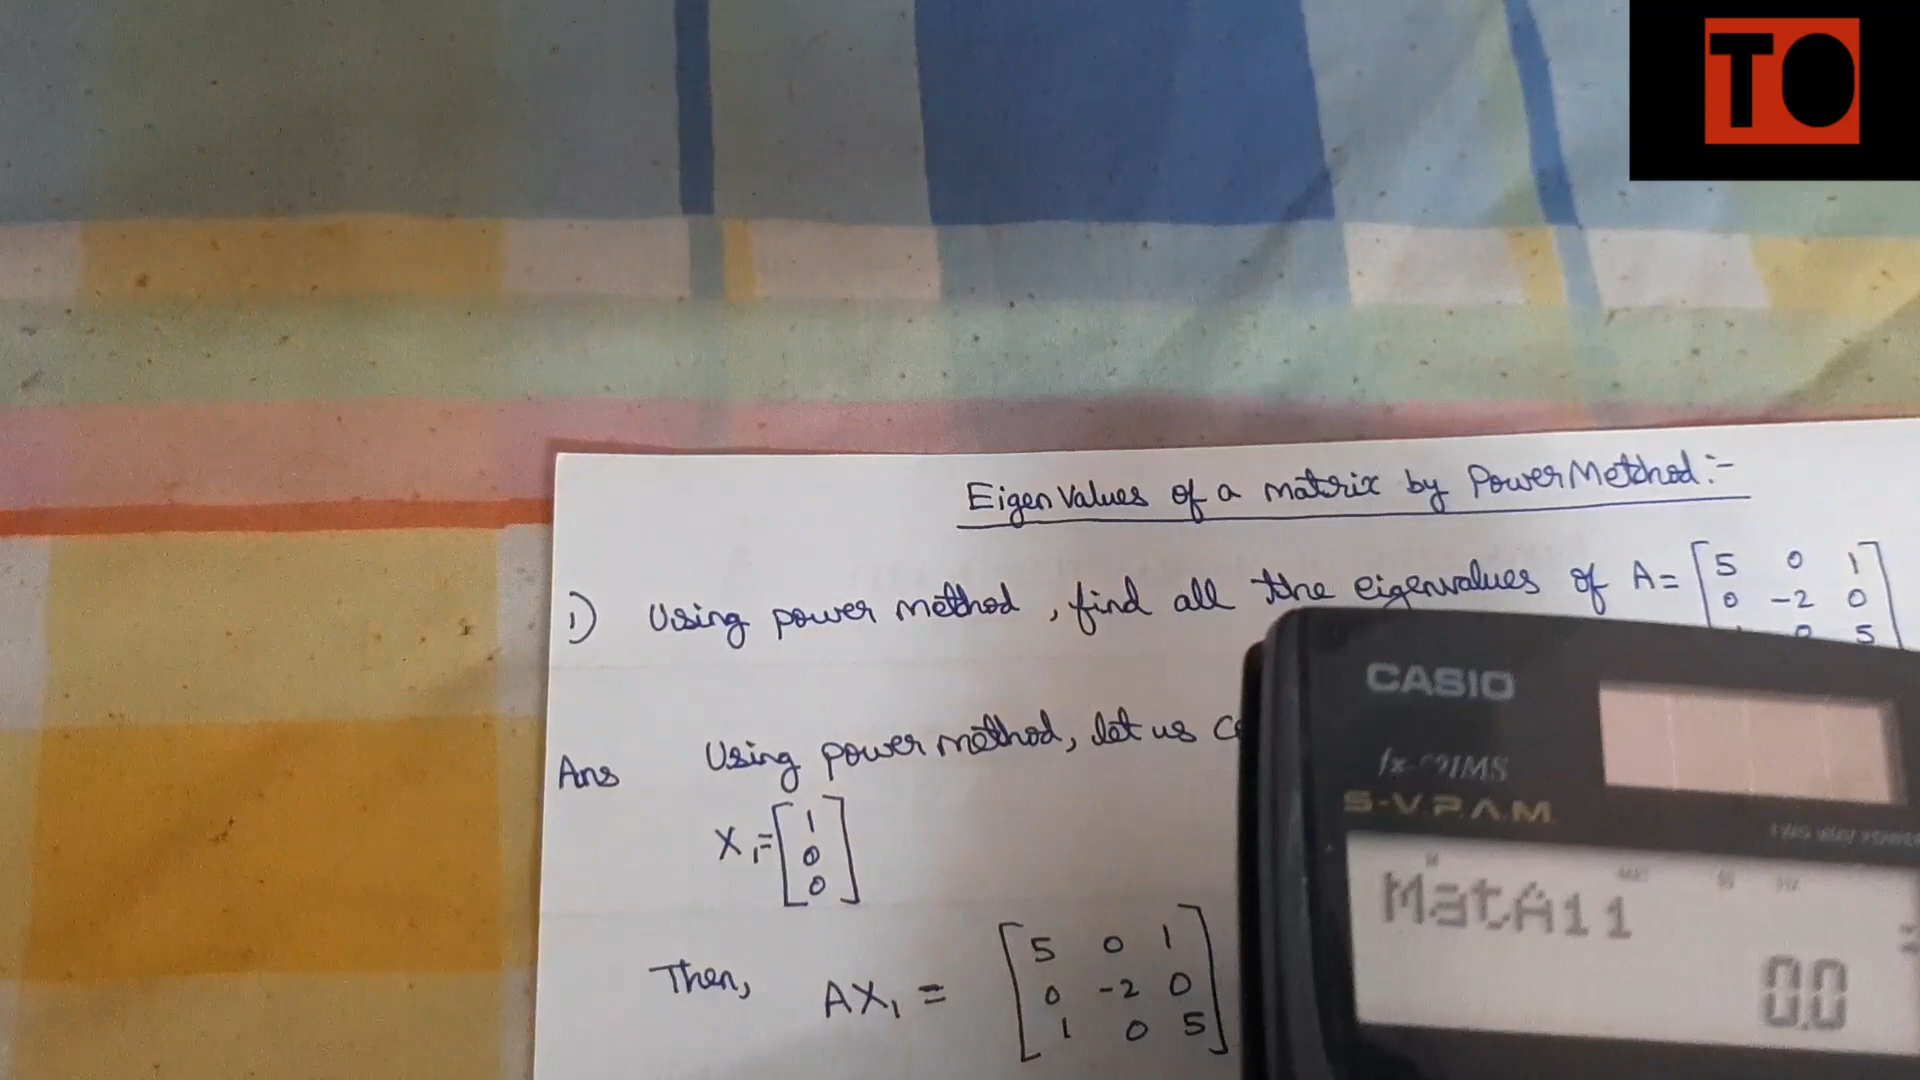 TO
Eigen Values of a matrix by Power Method:-
1) Using power method, find all the eigenvalues of A= [5 0 1
0 -2 0
0 5
Ans Using power method, let us
X₁= [1
0
0]
Then, AX₁ = [5 0 1
0 -2 0
1 0 5]
CASIO
S-V.P.A.M.
MatA11
0.0